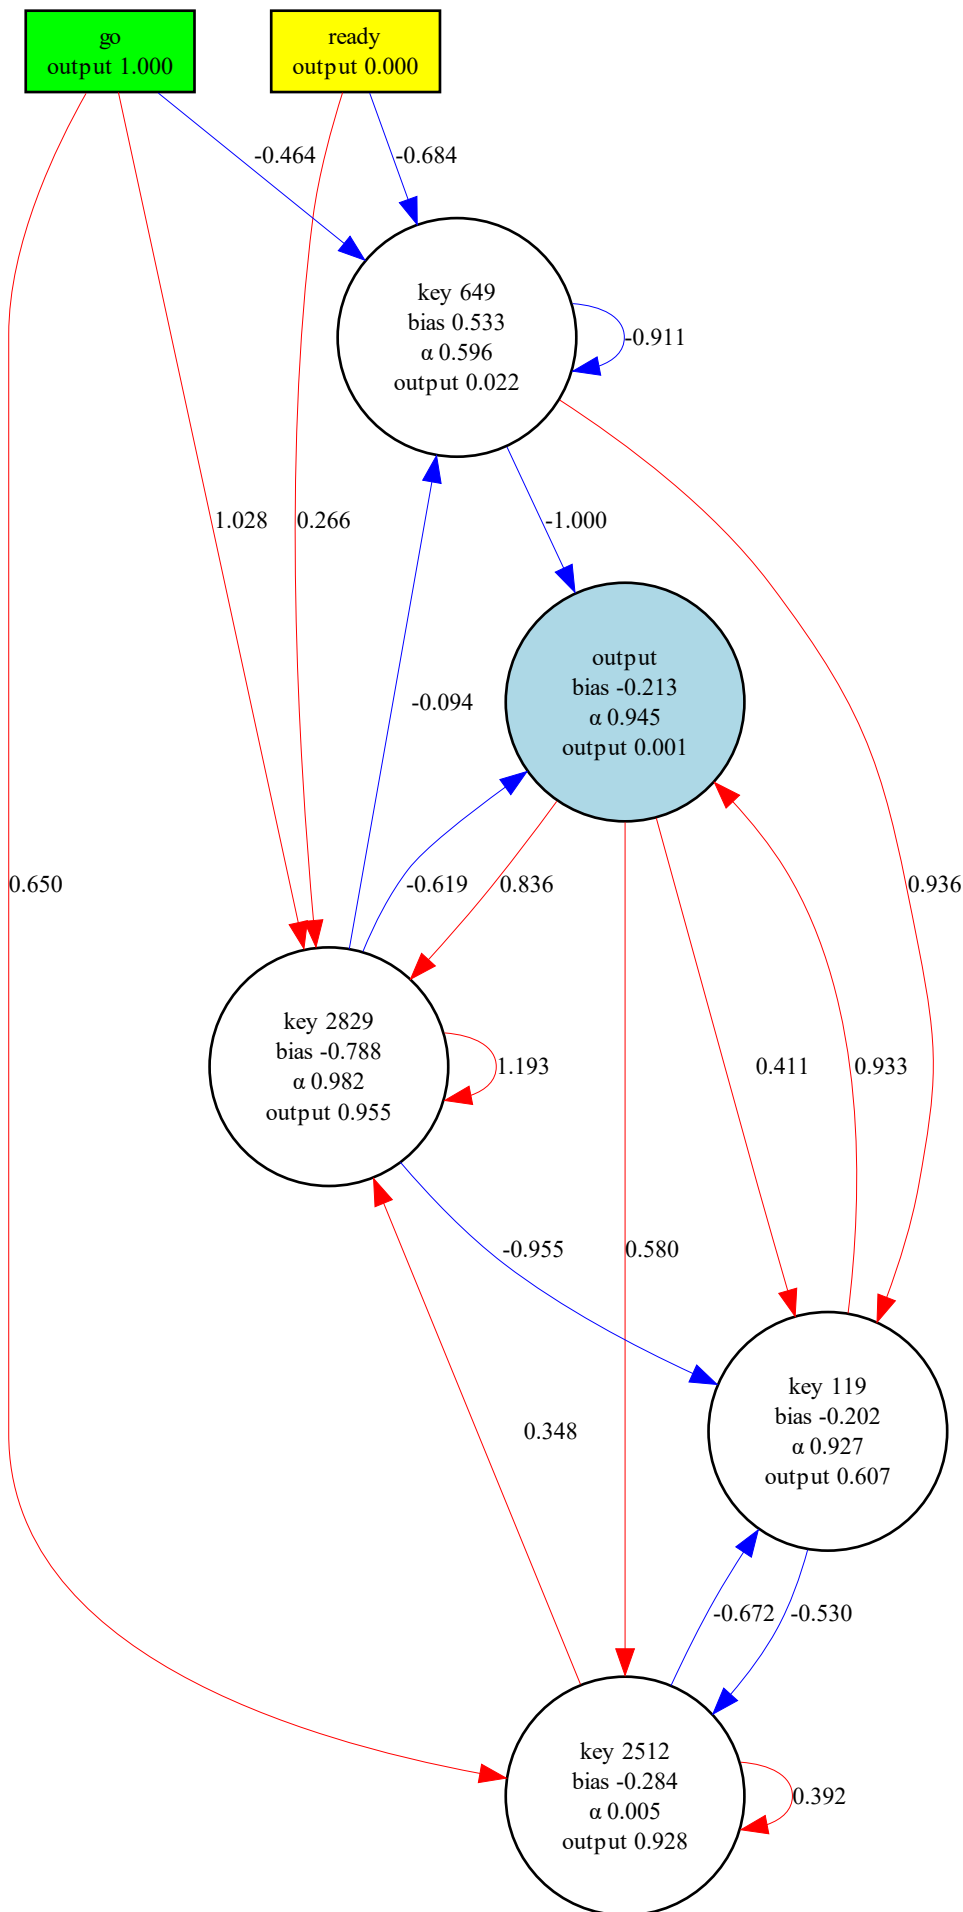 go
output 1.000
ready
output 0.000
-0.464
-0.684
key 649
bias 0.533
α 0.596
output 0.022
-0.911
1.028
0.266
-1.000
output
bias -0.213
α 0.945
output 0.001
-0.094
0.650
-0.619
0.836
0.936
key 2829
bias -0.788
α 0.982
output 0.955
1.193
0.411
0.933
-0.955
0.580
key 119
bias -0.202
α 0.927
output 0.607
0.348
-0.672
-0.530
key 2512
bias -0.284
α 0.005
output 0.928
0.392